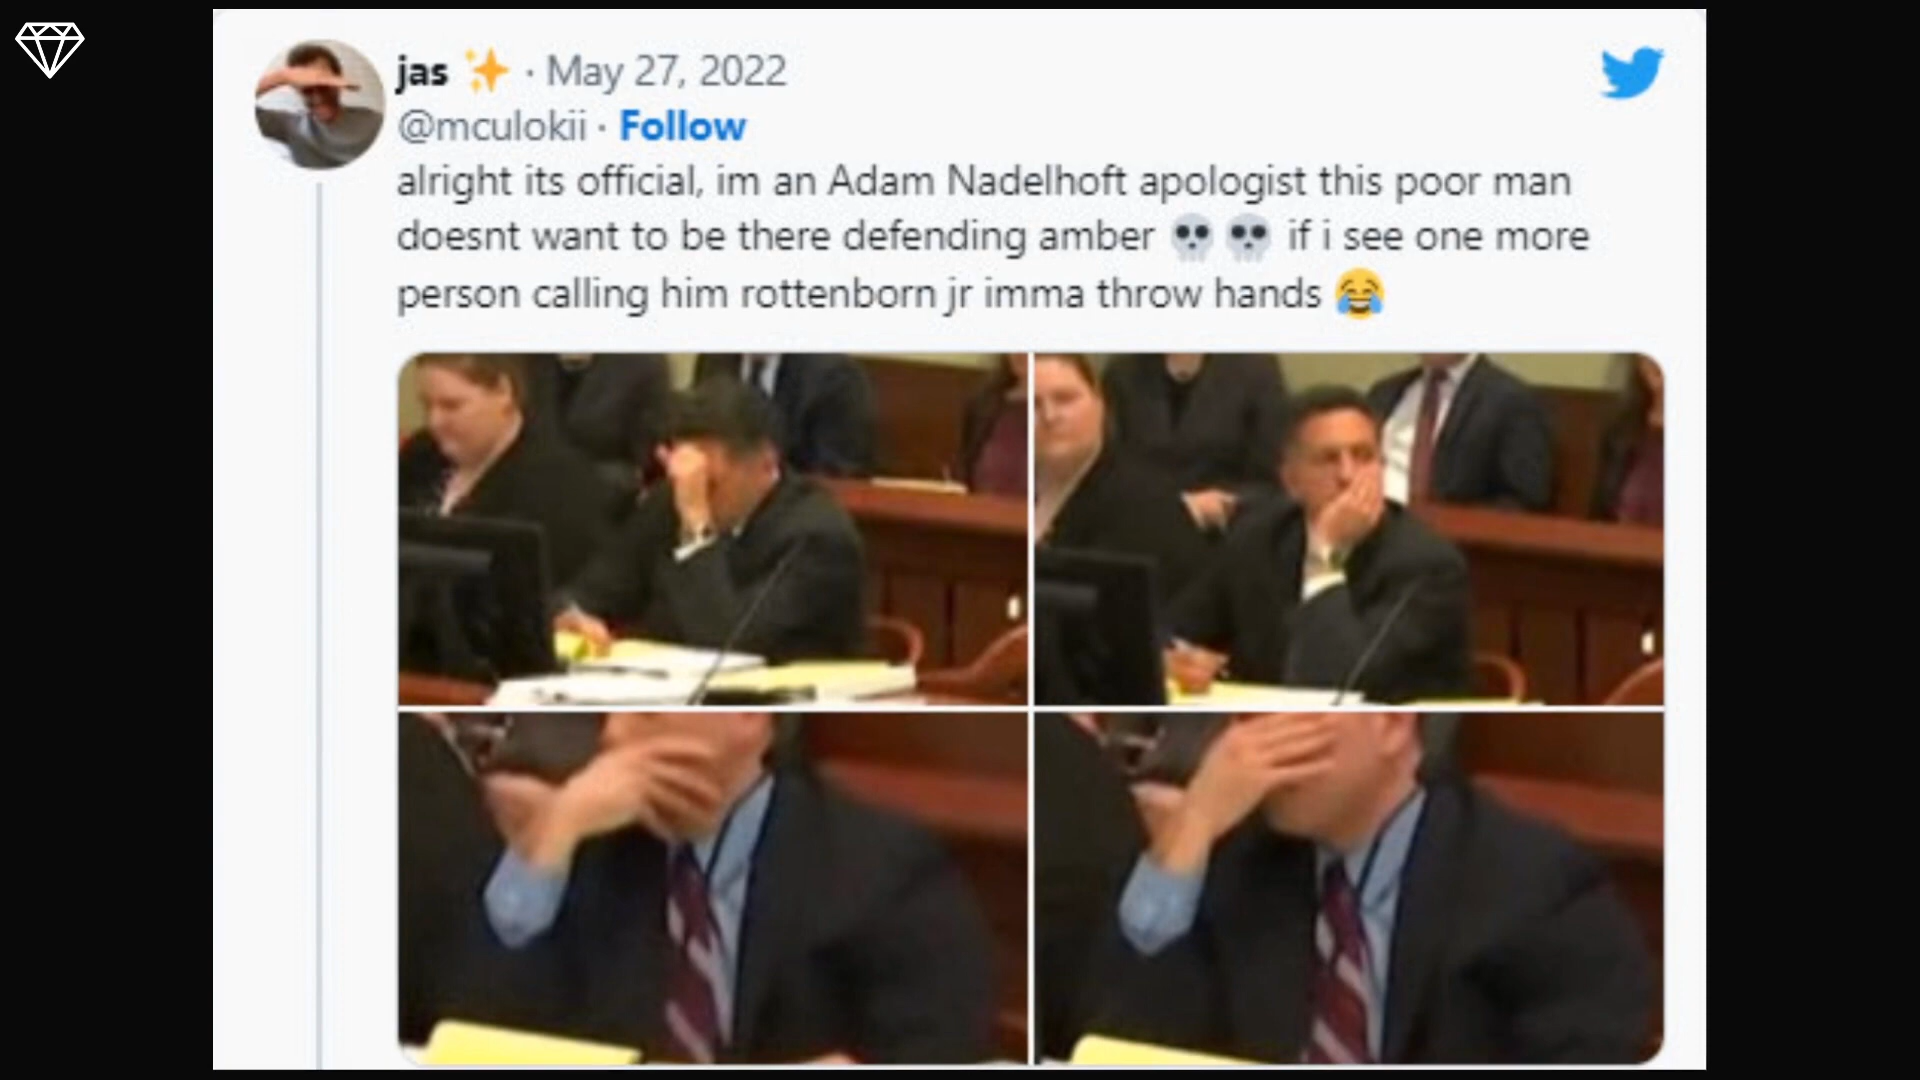 jas ✨ · May 27, 2022
@mculokii · Follow
alright its official, im an Adam Nadelhoft apologist this poor man
doesnt want to be there defending amber 💀💀 if i see one more
person calling him rottenborn jr imma throw hands 😂